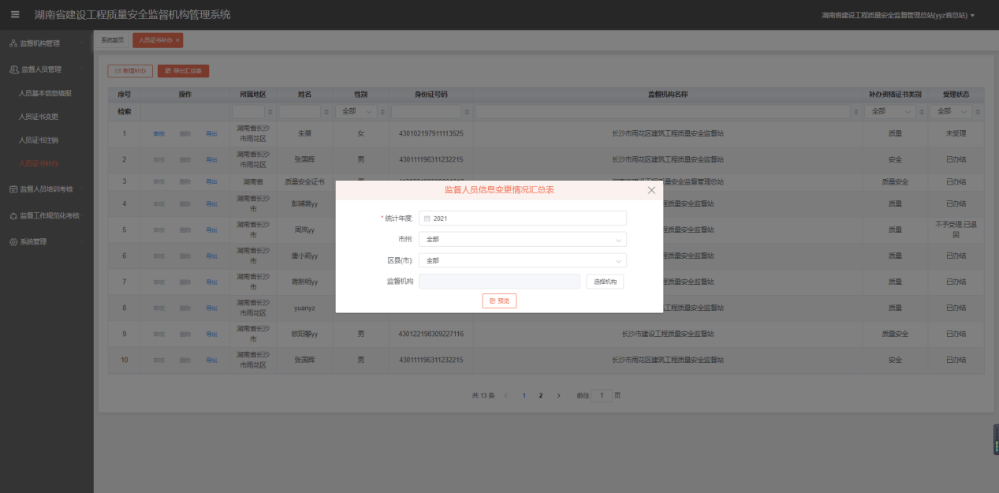 湖南省建设工程质量安全监督机构管理系统
湖南省建设工程质量安全监督管理总站(yyz省总站)
监督机构管理
监督人员管理
人员基本信息填报
人员证书变更
人员证书注销
人员证书补办
监督人员培训考核
监督工作规范化考核
系统管理
系统首页 人员证书补办 ×
新增补办 导出汇总表
序号 操作 所属地区 姓名 性别 身份证号码 监督机构名称 补办资格证书类别 受理状态
检索 全部 全部 全部
1 审核 删除 导出 湖南省长沙市雨花区 朱蓓 女 430102197911113525 长沙市雨花区建筑工程质量安全监督站 质量 未受理
2 审核 删除 导出 湖南省长沙市雨花区 张国辉 男 430111196311232215 长沙市雨花区建筑工程质量安全监督站 安全 已办结
3 审核 删除 导出 湖南省 质量安全证书 质量安全监督管理总站 质量安全 已办结
4 审核 删除 导出 湖南省长沙市 程质量安全监督站 质量 已办结
5 审核 删除 导出 湖南省长沙市 周岚yy 程质量安全监督站 质量 不予受理,已退回
6 审核 删除 导出 湖南省长沙市 唐小莉yy 程质量安全监督站 质量 已办结
7 审核 删除 导出 湖南省长沙市 蒋新明yy 程质量安全监督站 质量 已办结
8 审核 删除 导出 湖南省长沙市雨花区 yuanyz 工程质量安全监督站 质量 已办结
9 审核 删除 导出 湖南省长沙市 男 430122198309227116 长沙市建设工程质量安全监督站 质量安全 已办结
10 审核 删除 导出 湖南省长沙市雨花区 张国辉 男 430111196311232215 长沙市雨花区建筑工程质量安全监督站 安全 已办结
监督人员信息变更情况汇总表
*统计年度: 2021
市州: 全部
区县(市): 全部
监督机构 选择机构
预览
共 13 条 < 1 2 > 前往 1 页